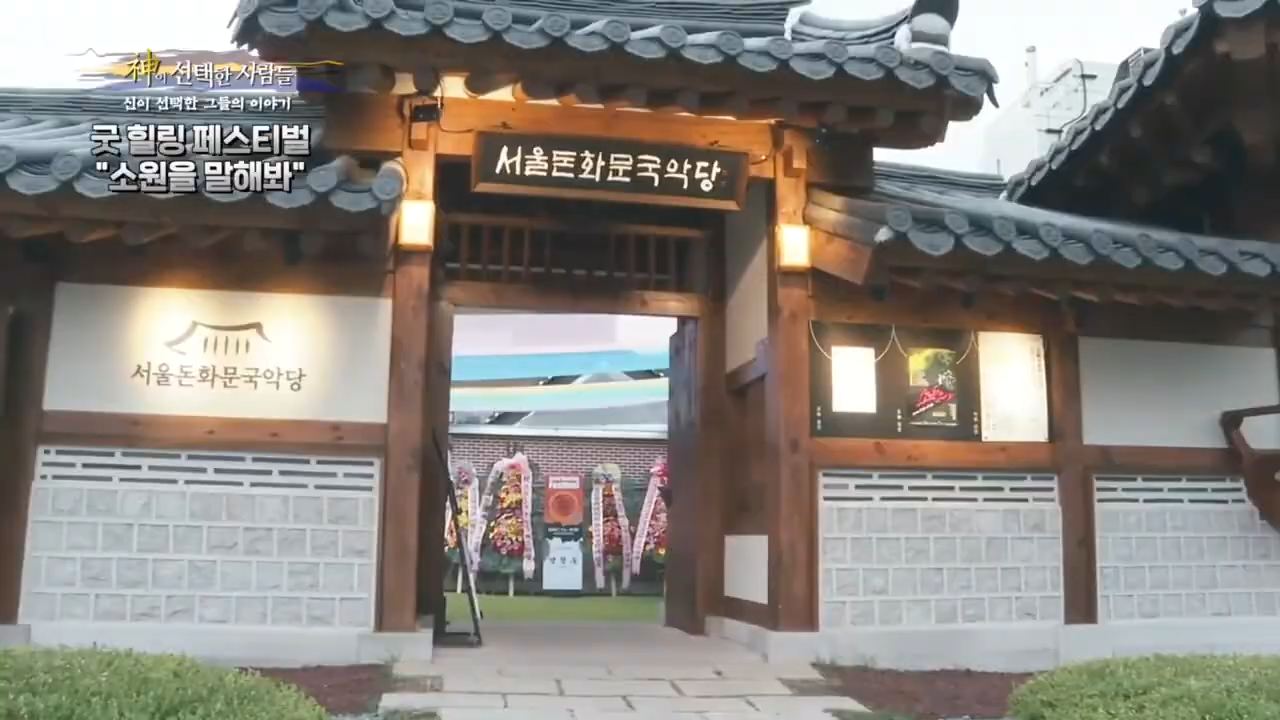 神이 선택한 사람들
신이 선택한 그들의 이야기
굿 힐링 페스티벌
"소원을 말해봐"
서울돈화문국악당
서울돈화문국악당